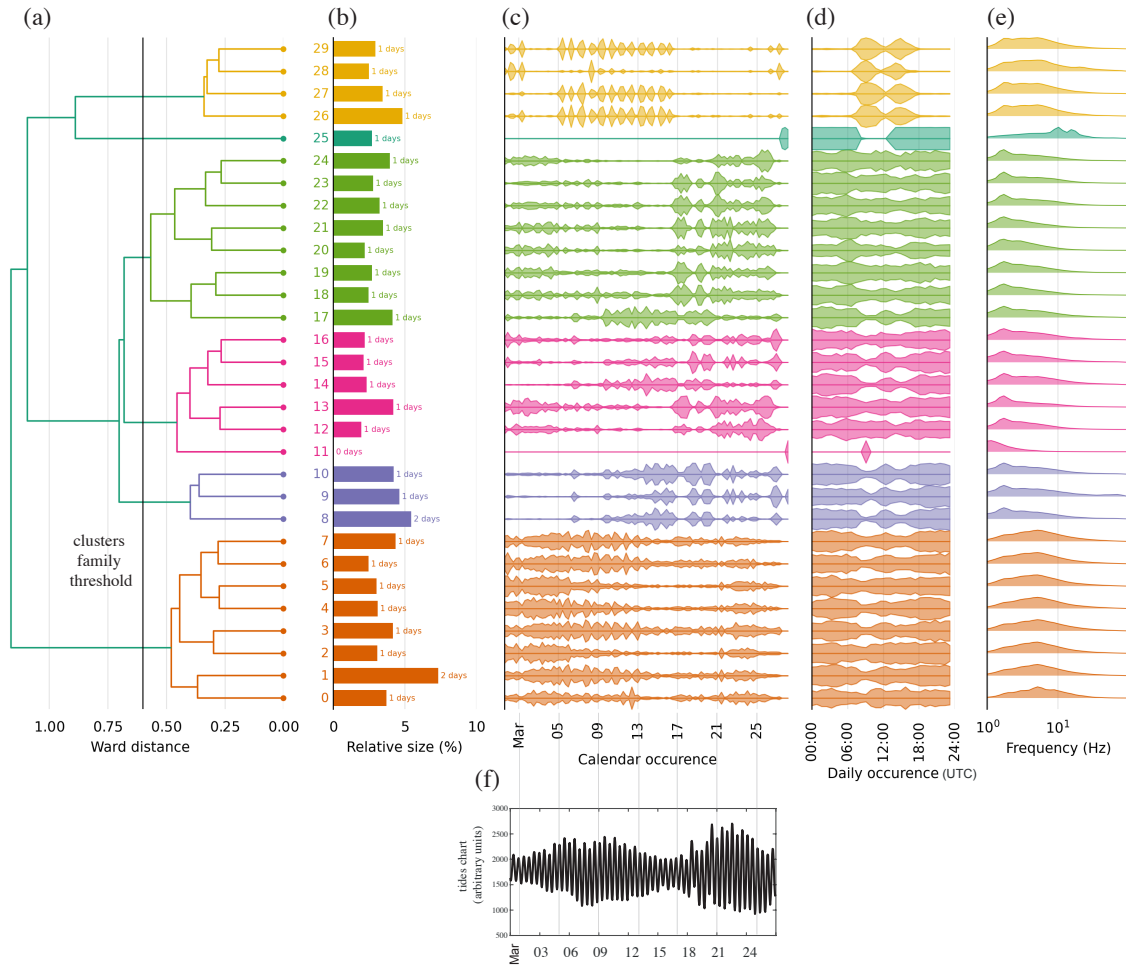 (a)
(b)
(c)
(d)
(e)
29 1 days
28 1 days
27 1 days
26 1 days
25 1 days
24 1 days
23 1 days
22 1 days
21 1 days
20 1 days
19 1 days
18 1 days
17 1 days
16 1 days
15 1 days
14 1 days
13 1 days
12 1 days
11 0 days
10 1 days
9 1 days
8 2 days
7 1 days
6 1 days
5 1 days
4 1 days
3 1 days
2 1 days
1 2 days
0 1 days
clusters
family
threshold
1.00 0.75 0.50 0.25 0.00
Ward distance
0 5 10
Relative size (%)
Mar 05 09 13 17 21 25
Calendar occurence
00:00 06:00 12:00 18:00 24:00
Daily occurence (UTC)
10⁰ 10¹
Frequency (Hz)
(f)
tides chart
(arbitrary units)
3000
2500
2000
1500
1000
500
Mar 03 06 09 12 15 18 21 24